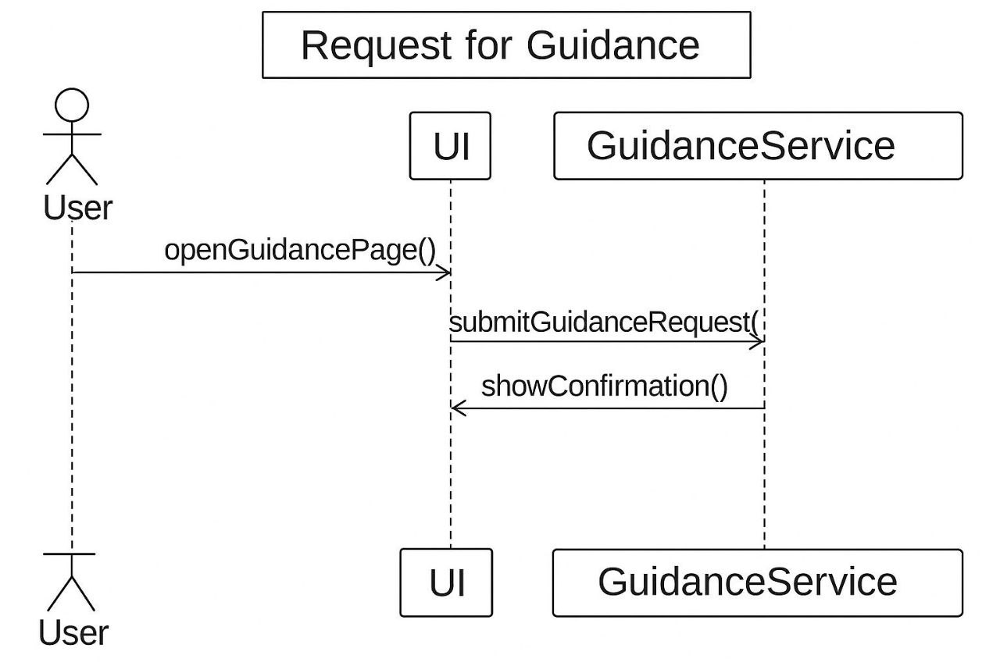 Request for Guidance
UI
GuidanceService
User
openGuidancePage()
submitGuidanceRequest(
showConfirmation()
UI
GuidanceService
User